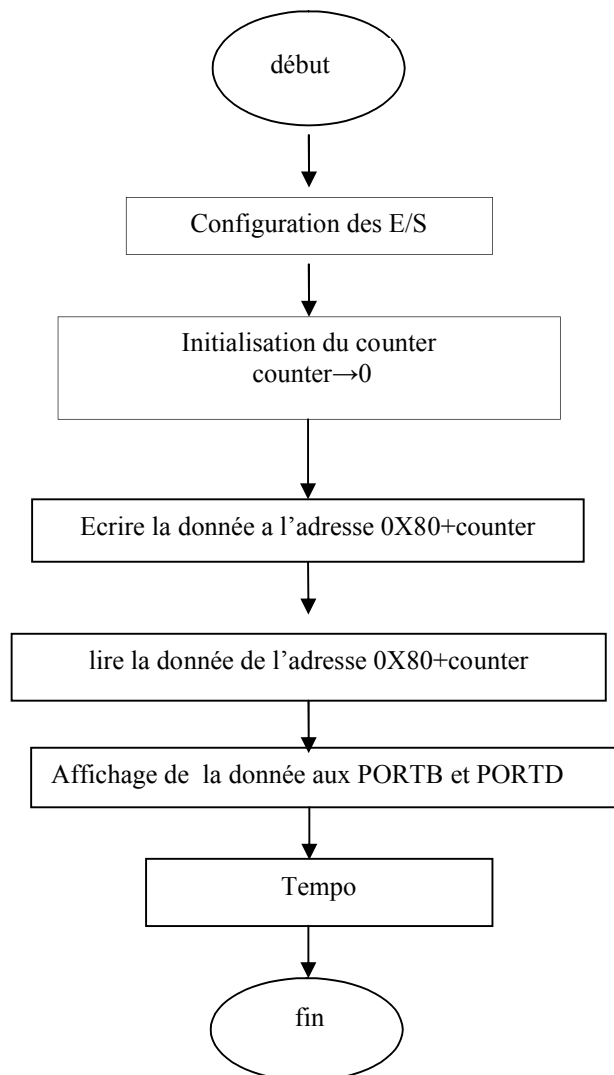 début
Configuration des E/S
Initialisation du counter
counter→0
Ecrire la donnée a l’adresse 0X80+counter
lire la donnée de l’adresse 0X80+counter
Affichage de la donnée aux PORTB et PORTD
Tempo
fin